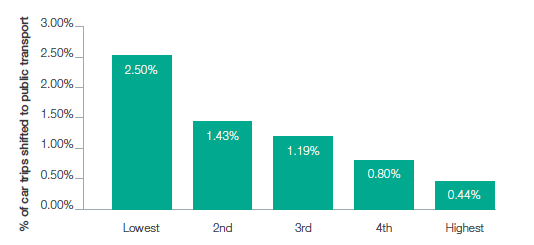 % of car trips shifted to public transport
3.00%
2.50%
2.00%
1.50%
1.00%
0.50%
0.00%
2.50%
1.43%
1.19%
0.80%
0.44%
Lowest
2nd
3rd
4th
Highest